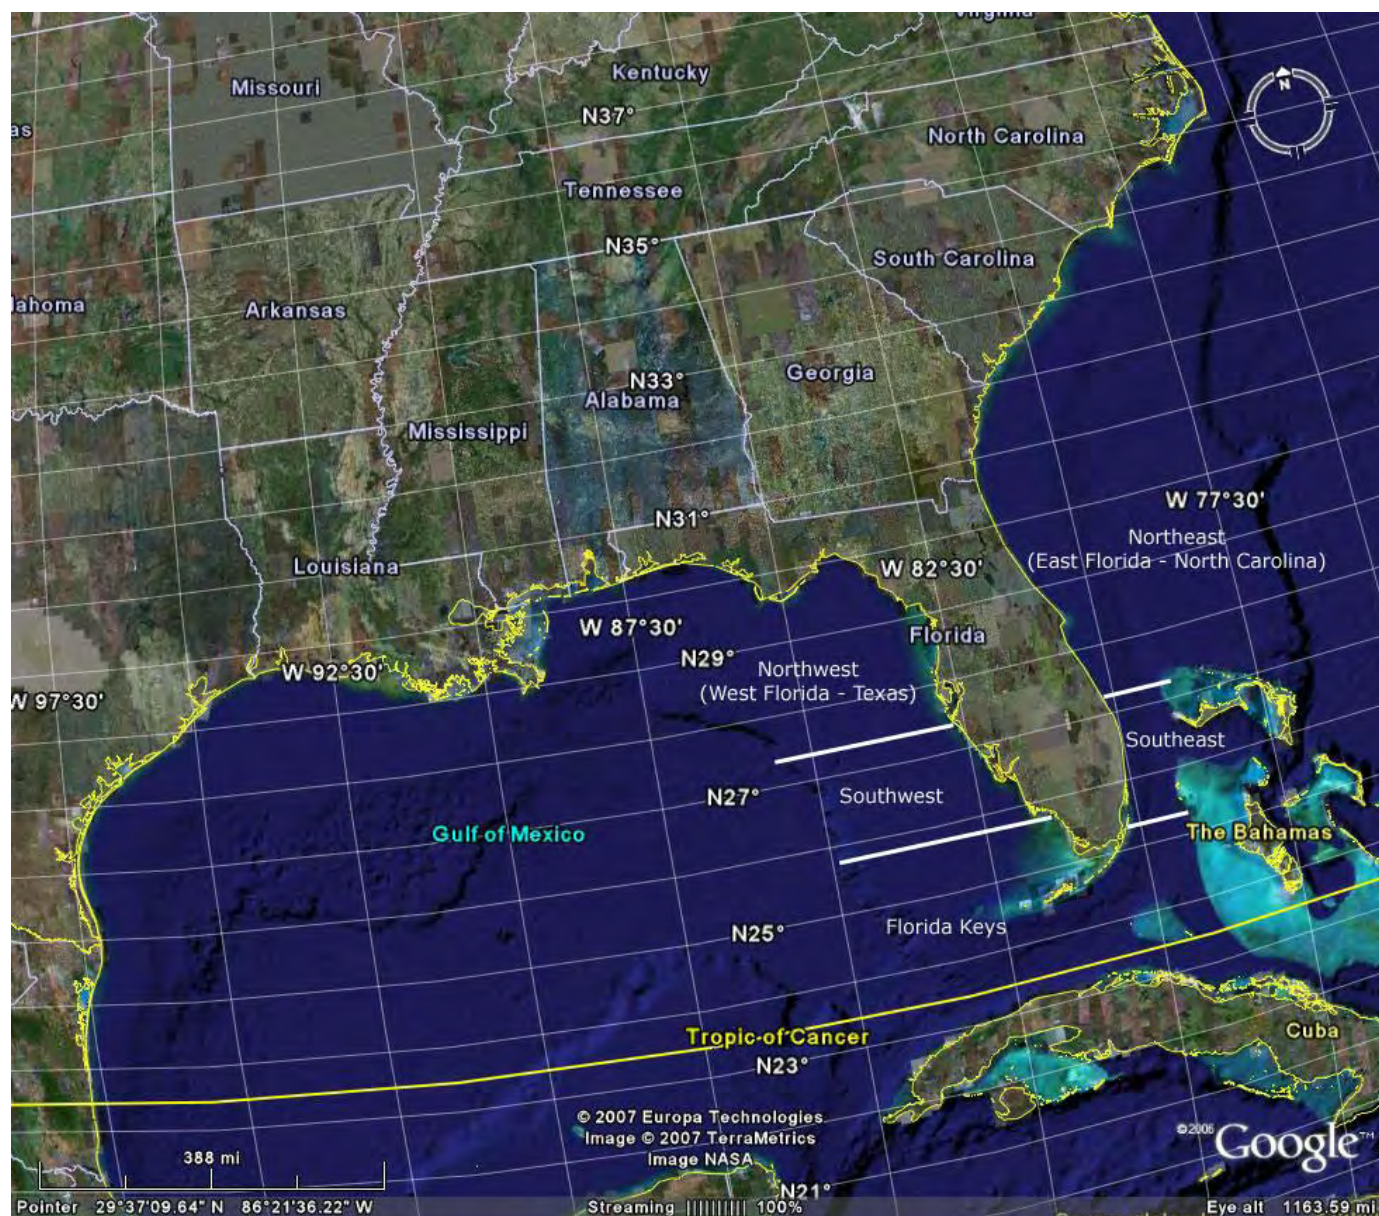 Virginia
Missouri
Kentucky
as
N37°
North Carolina
Tennessee
N
N35°
South Carolina
lahoma
Arkansas
Georgia
N33°
Alabama
Mississippi
W 77°30'
N31°
Northeast
(East Florida - North Carolina)
Louisiana
W 82°30'
W 87°30'
Florida
N29°
W 92°30'
Northwest
(West Florida - Texas)
W 97°30'
Southeast
N27°
Southwest
Gulf of Mexico
The Bahamas
N25°
Florida Keys
Tropic of Cancer
Cuba
N23°
© 2007 Europa Technologies
Image © 2007 TerraMetrics
Image NASA
©2006 Google™
388 mi
N21°
Pointer 29°37'09.64" N 86°21'36.22" W
Streaming ||||||||| 100%
Eye alt 1163.59 mi